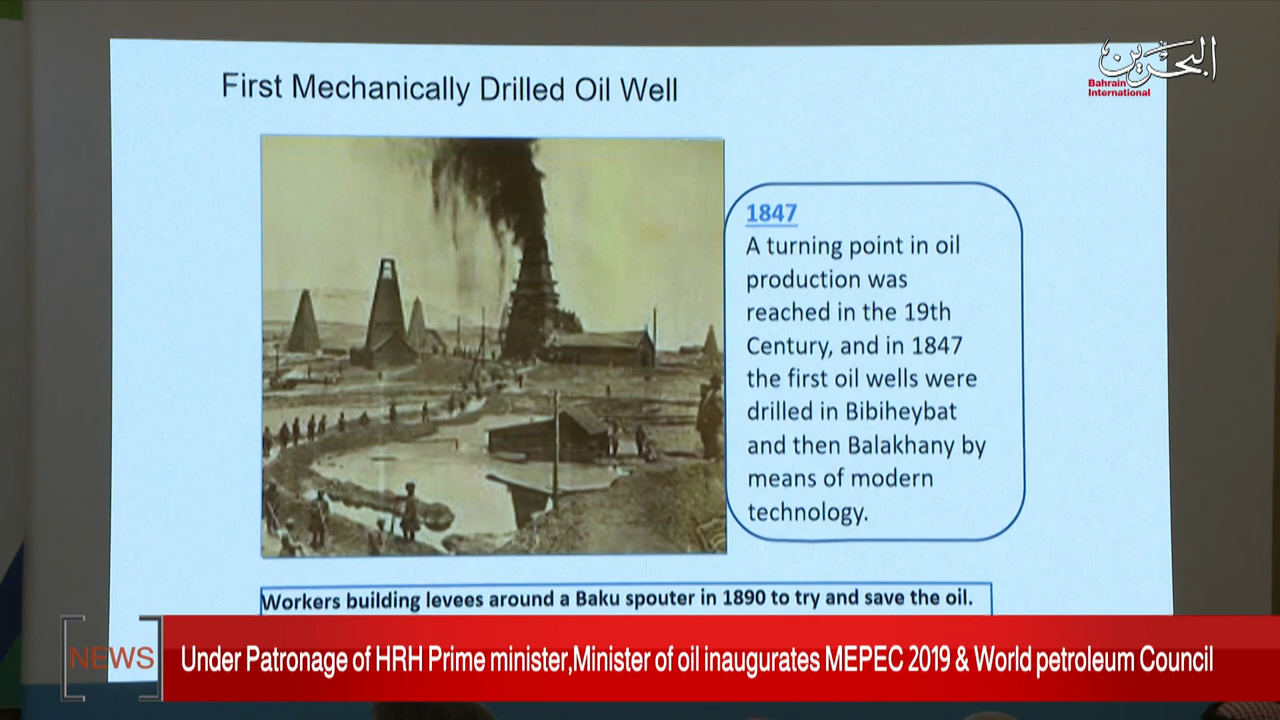 First Mechanically Drilled Oil Well
البحرين
Bahrain
International
1847
A turning point in oil
production was
reached in the 19th
Century, and in 1847
the first oil wells were
drilled in Bibiheybat
and then Balakhany by
means of modern
technology.
Workers building levees around a Baku spouter in 1890 to try and save the oil.
NEWS
Under Patronage of HRH Prime minister,Minister of oil inaugurates MEPEC 2019 & World petroleum Council